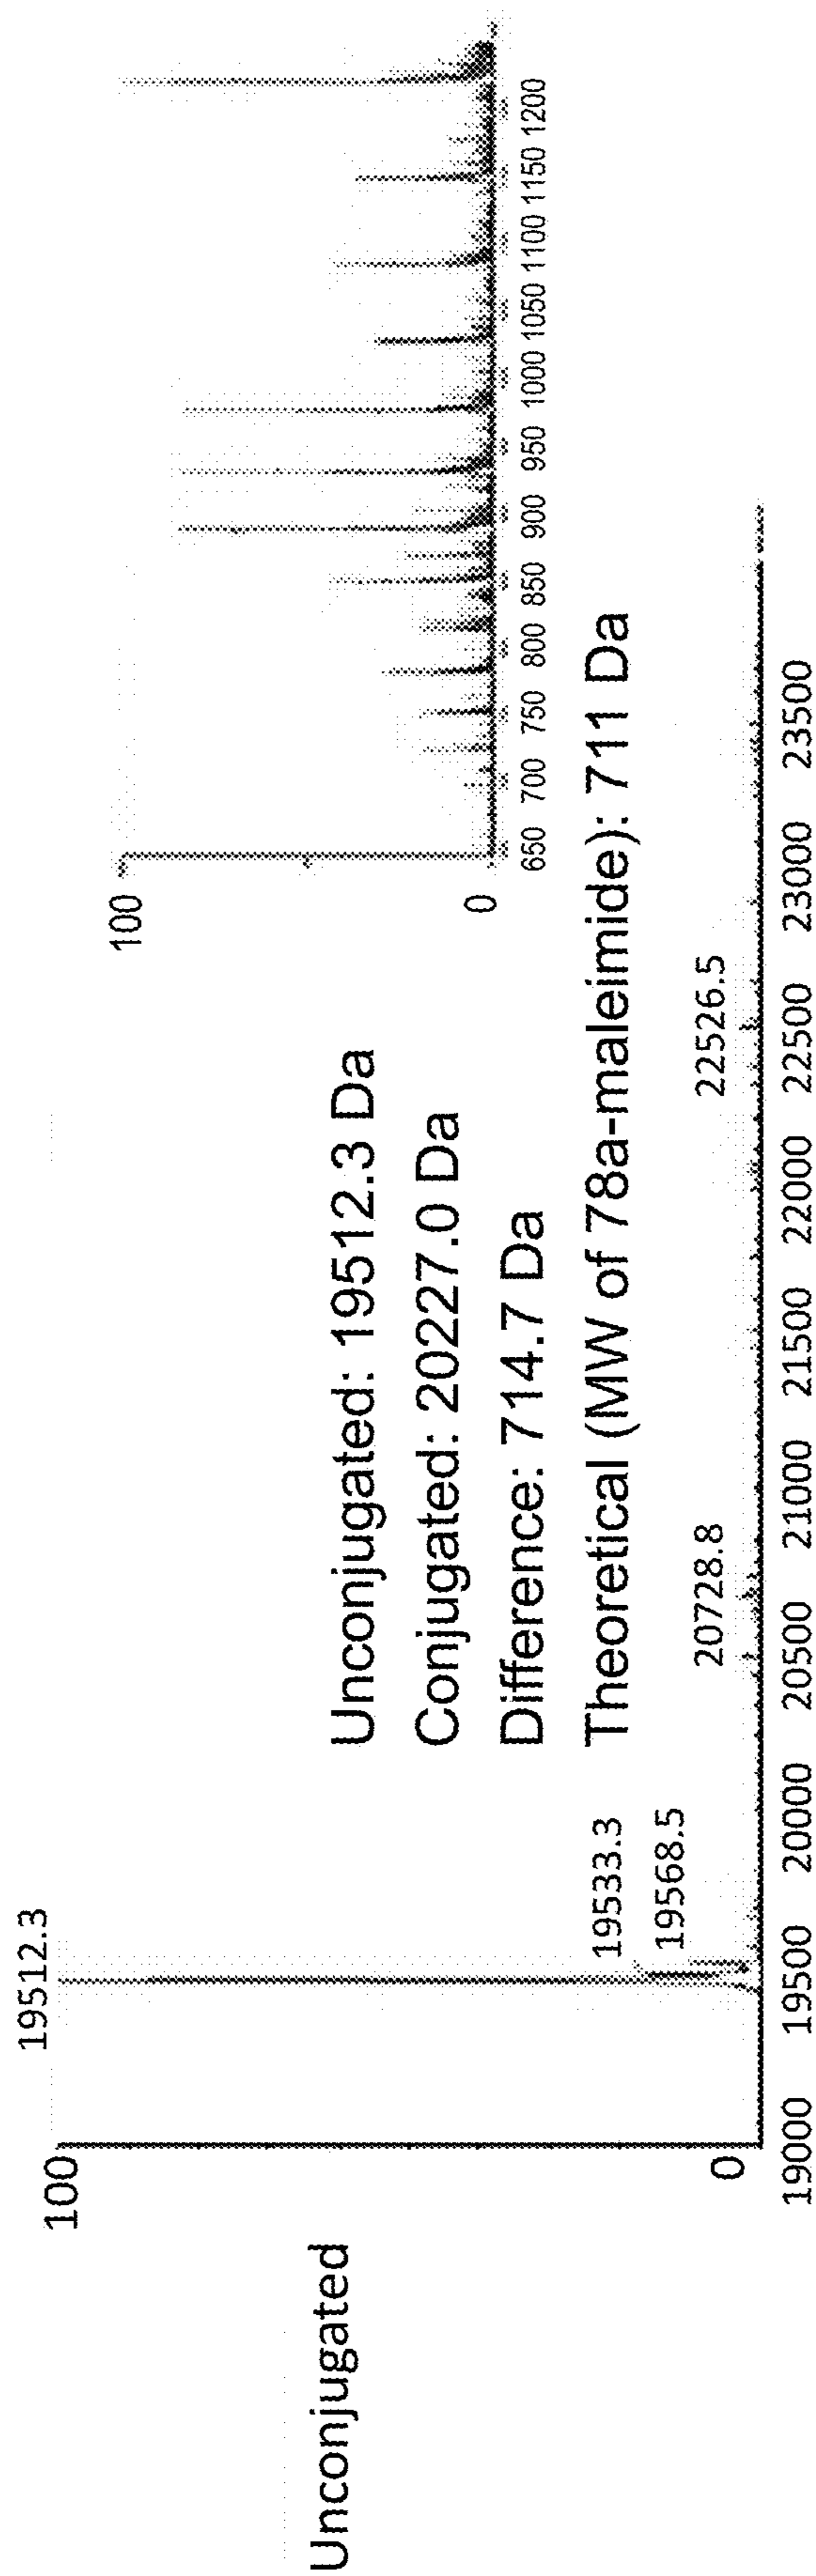 Unconjugated
100
0
19512.3
19533.3
19568.5
20728.8
22526.5
19000 19500 20000 20500 21000 21500 22000 22500 23000 23500
Unconjugated: 19512.3 Da
Conjugated: 20227.0 Da
Difference: 714.7 Da
Theoretical (MW of 78a-maleimide): 711 Da
100
0
650 700 750 800 850 900 950 1000 1050 1100 1150 1200